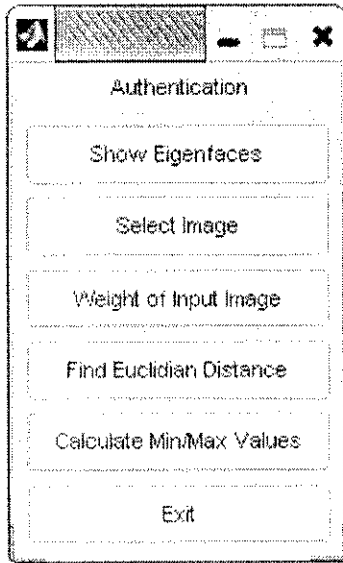 Authentication
Show Eigenfaces
Select Image
Weight of Input Image
Find Euclidian Distance
Calculate Min/Max Values
Exit